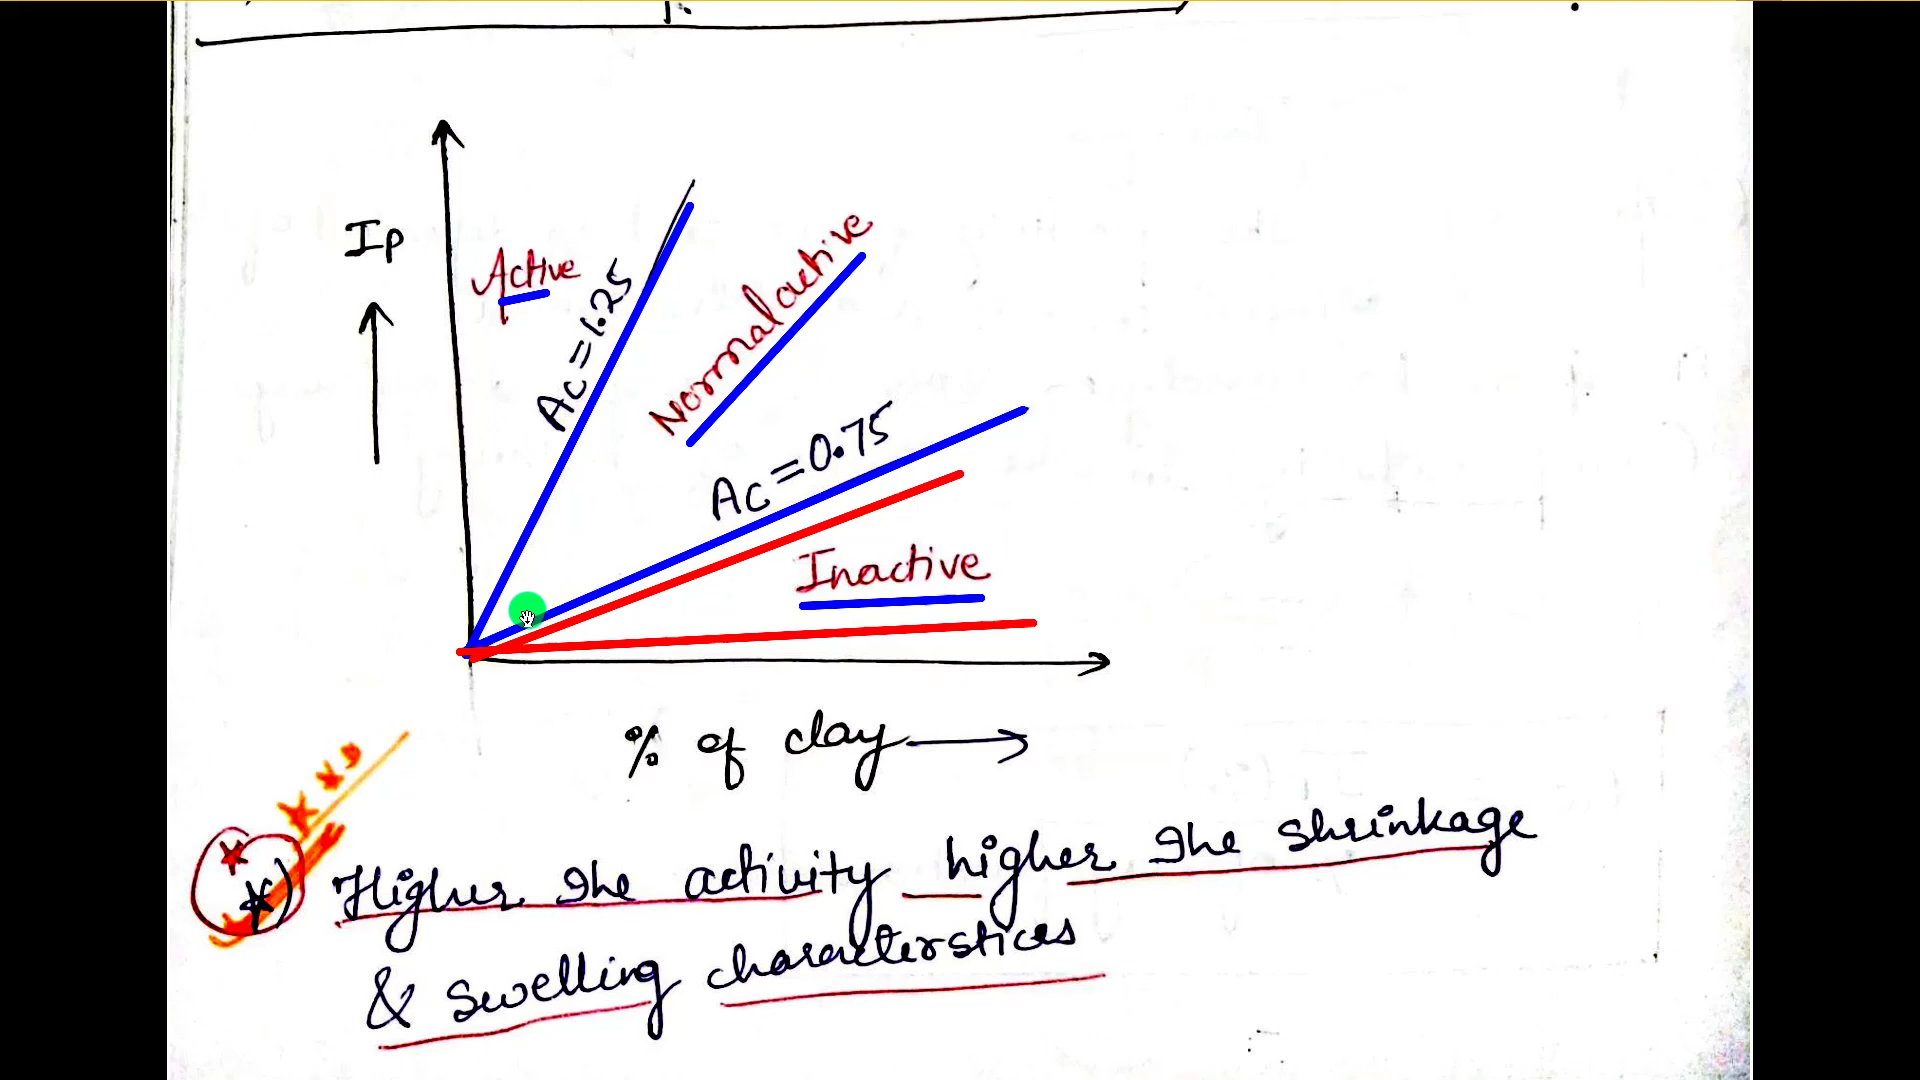 Ip
Active
Ac = 1.25
Normal active
Ac = 0.75
Inactive
% of clay
*) Higher the activity higher the shrinkage
& swelling characterstices